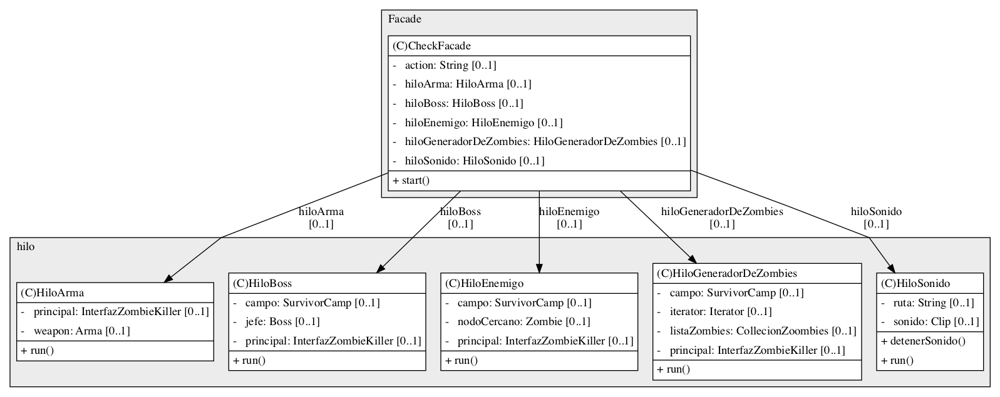 Facade
(C)CheckFacade
- action: String [0..1]
- hiloArma: HiloArma [0..1]
- hiloBoss: HiloBoss [0..1]
- hiloEnemigo: HiloEnemigo [0..1]
- hiloGeneradorDeZombies: HiloGeneradorDeZombies [0..1]
- hiloSonido: HiloSonido [0..1]
+ start()
hiloArma
[0..1]
hiloBoss
[0..1]
hiloEnemigo
[0..1]
hiloGeneradorDeZombies
[0..1]
hiloSonido
[0..1]
hilo
(C)HiloArma
- principal: InterfazZombieKiller [0..1]
- weapon: Arma [0..1]
+ run()
(C)HiloBoss
- campo: SurvivorCamp [0..1]
- jefe: Boss [0..1]
- principal: InterfazZombieKiller [0..1]
+ run()
(C)HiloEnemigo
- campo: SurvivorCamp [0..1]
- nodoCercano: Zombie [0..1]
- principal: InterfazZombieKiller [0..1]
+ run()
(C)HiloGeneradorDeZombies
- campo: SurvivorCamp [0..1]
- iterator: Iterator [0..1]
- listaZombies: CollecionZoombies [0..1]
- principal: InterfazZombieKiller [0..1]
+ run()
(C)HiloSonido
- ruta: String [0..1]
- sonido: Clip [0..1]
+ detenerSonido()
+ run()